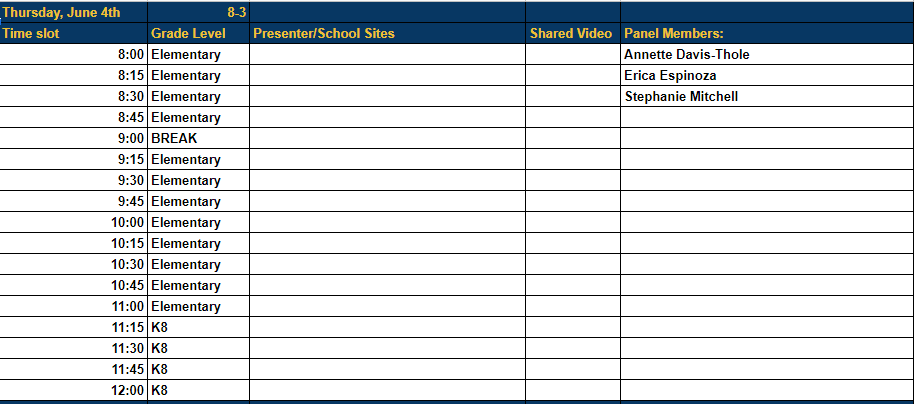 Thursday, June 4th 8-3
Time slot Grade Level Presenter/School Sites Shared Video Panel Members:
8:00 Elementary Annette Davis-Thole
8:15 Elementary Erica Espinoza
8:30 Elementary Stephanie Mitchell
8:45 Elementary
9:00 BREAK
9:15 Elementary
9:30 Elementary
9:45 Elementary
10:00 Elementary
10:15 Elementary
10:30 Elementary
10:45 Elementary
11:00 Elementary
11:15 K8
11:30 K8
11:45 K8
12:00 K8